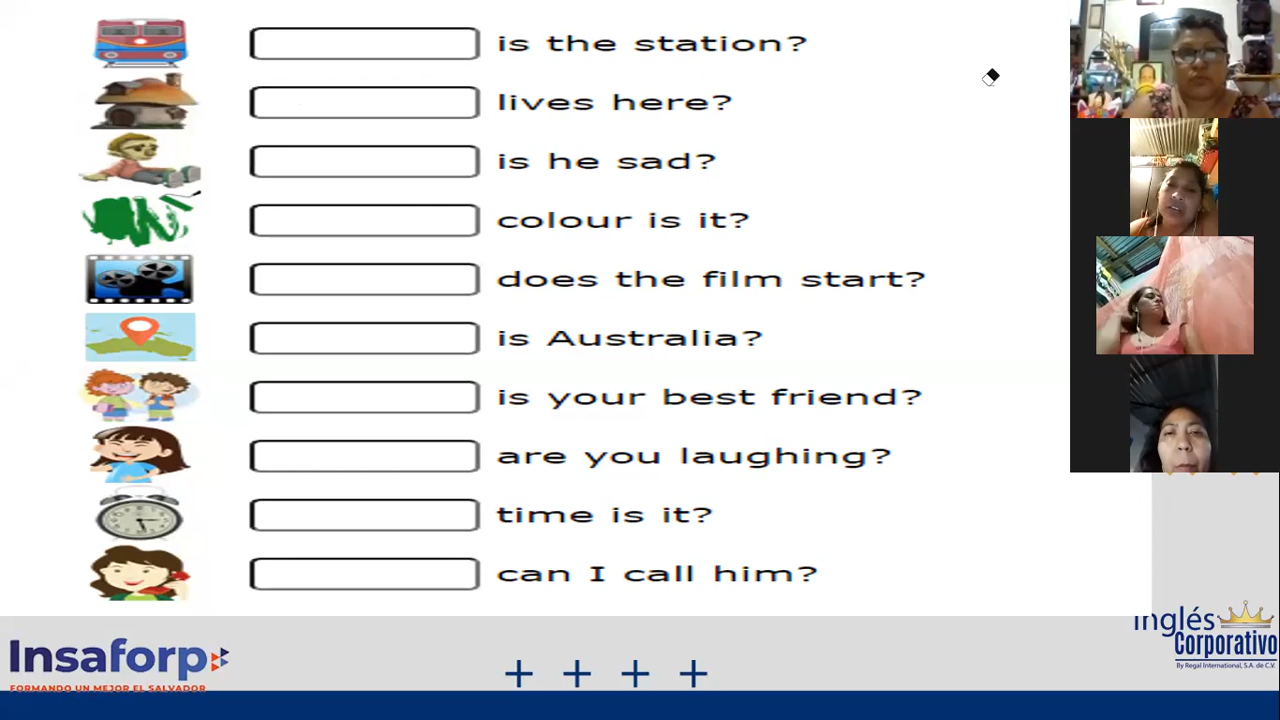 is the station?
lives here?
is he sad?
colour is it?
does the film start?
is Australia?
is your best friend?
are you laughing?
time is it?
can I call him?
Insaforp
FORMANDO UN MEJOR EL SALVADOR
+ + + +
inglés
Corporativo
By Regal International, S.A. de C.V.